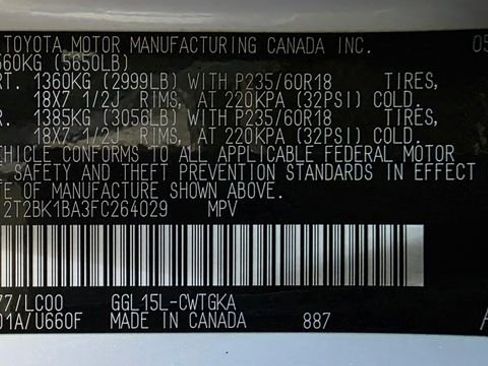 TOYOTA MOTOR MANUFACTURING CANADA INC. 05
560KG (5650LB)
RT. 1360KG (2999LB) WITH P235/60R18 TIRES,
18X7 1/2J RIMS, AT 220KPA (32PSI) COLD.
1385KG (3056LB) WITH P235/60R18 TIRES,
18X7 1/2J RIMS, AT 220KPA (32PSI) COLD.
EHICLE CONFORMS TO ALL APPLICABLE FEDERAL MOTOR
SAFETY AND THEFT PREVENTION STANDARDS IN EFFECT
TE OF MANUFACTURE SHOWN ABOVE.
2T2BK1BA3FC264029 MPV
77/LC00 GGL15L-CWTGKA
01A/U660F MADE IN CANADA 887 A